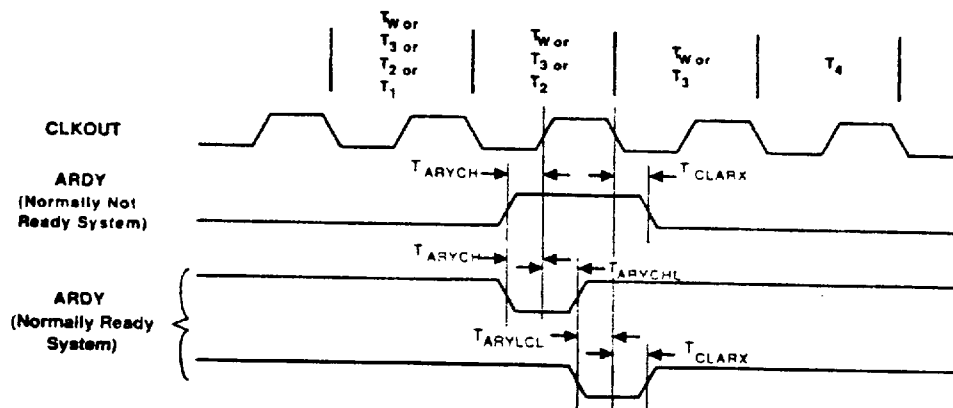 TW or
T3 or
T2 or
T1
TW or
T3 or
T2
TW or
T3
T4
CLKOUT
TARYCH
TCLARX
ARDY
(Normally Not
Ready System)
TARYCH
TARYCHL
ARDY
(Normally Ready
System)
TARYLCL
TCLARX